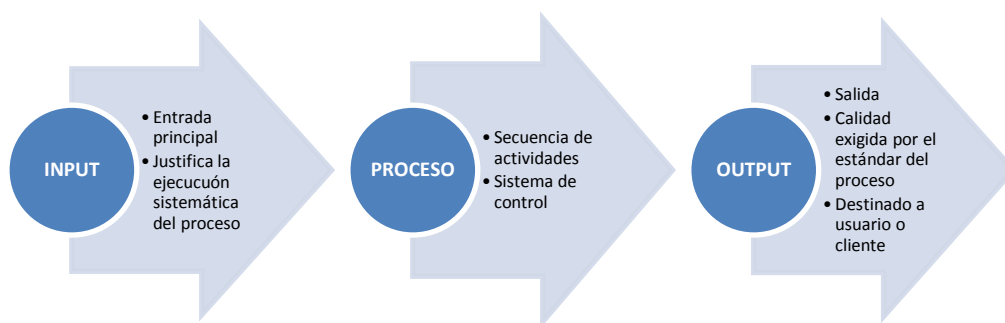 INPUT
• Entrada
principal
• Justifica la
ejecucuón
sistemática
del proceso
PROCESO
• Secuencia de
actividades
• Sistema de
control
OUTPUT
• Salida
• Calidad
exigida por el
estándar del
proceso
• Destinado a
usuario o
cliente